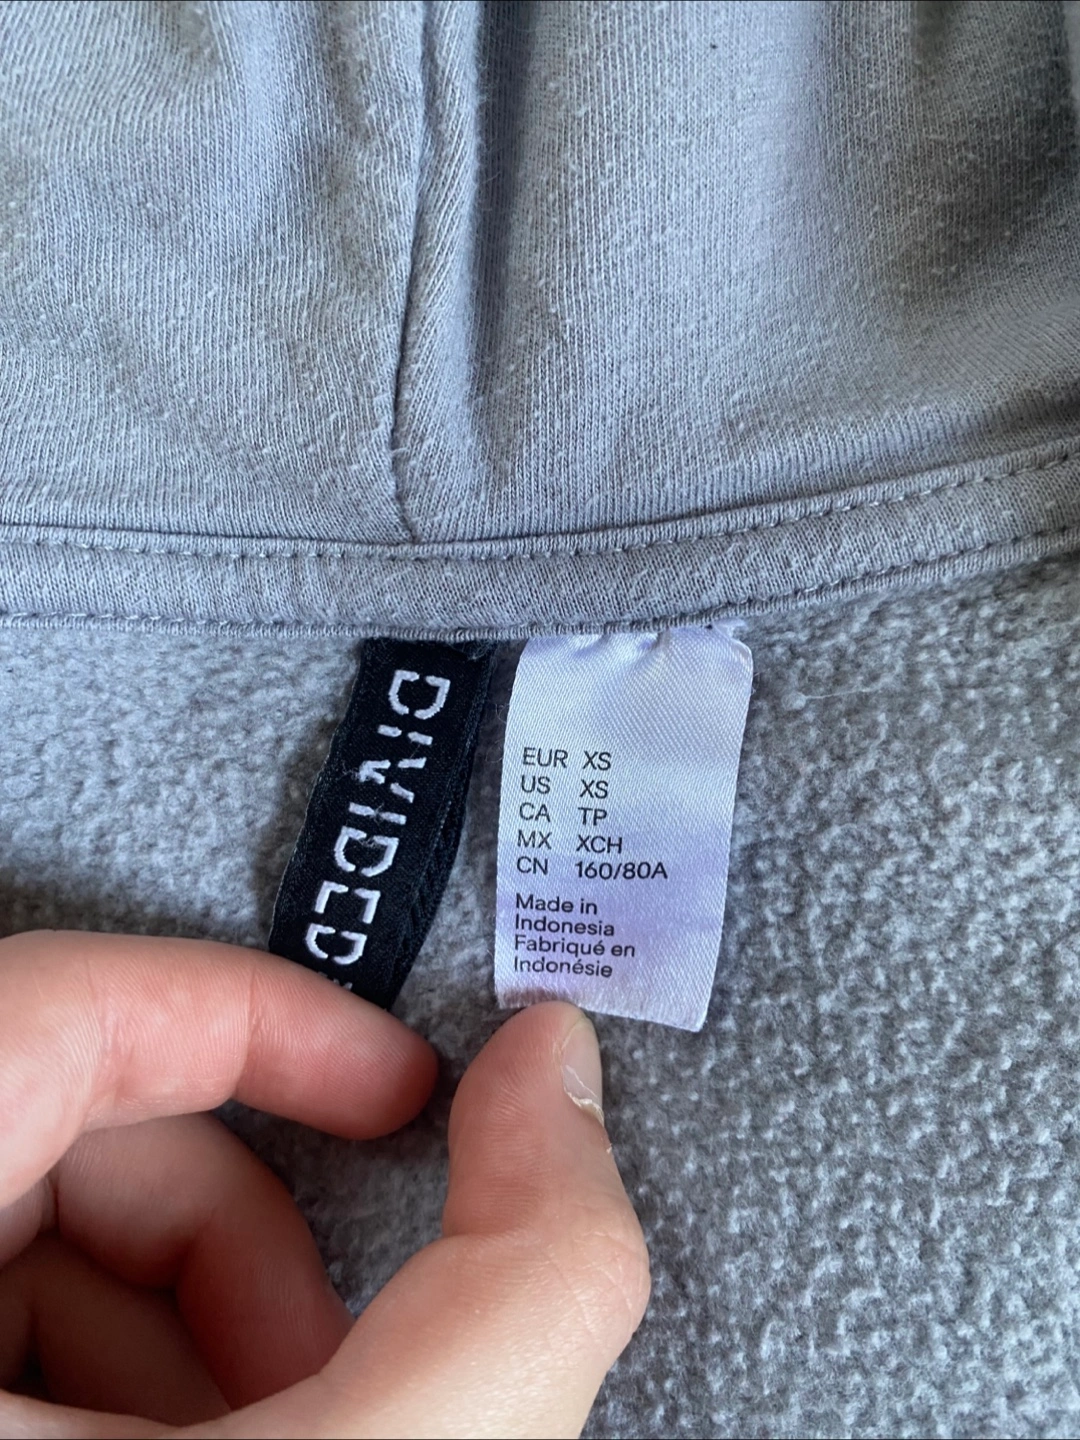 DIVIDED
EUR XS
US XS
CA TP
MX XCH
CN 160/80A
Made in
Indonesia
Fabriqué en
Indonésie